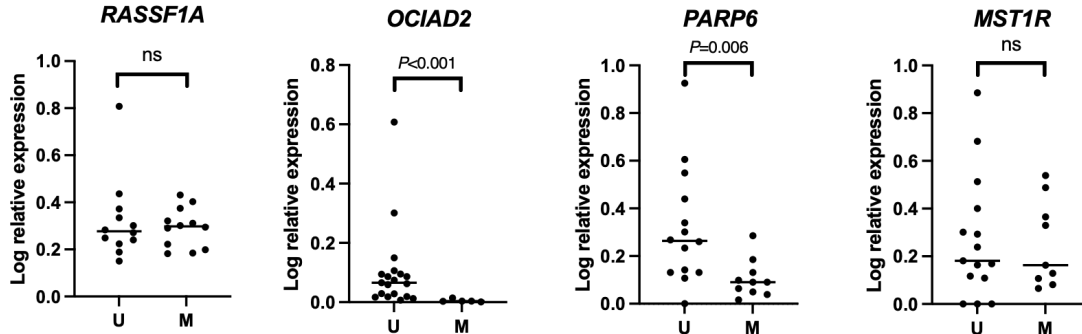 RASSF1A
ns
Log relative expression
1.0
0.8
0.6
0.4
0.2
0.0
U M
OCIAD2
P<0.001
Log relative expression
0.8
0.6
0.4
0.2
0.0
U M
PARP6
P=0.006
Log relative expression
1.0
0.8
0.6
0.4
0.2
0.0
U M
MST1R
ns
Log relative expression
1.0
0.8
0.6
0.4
0.2
0.0
U M